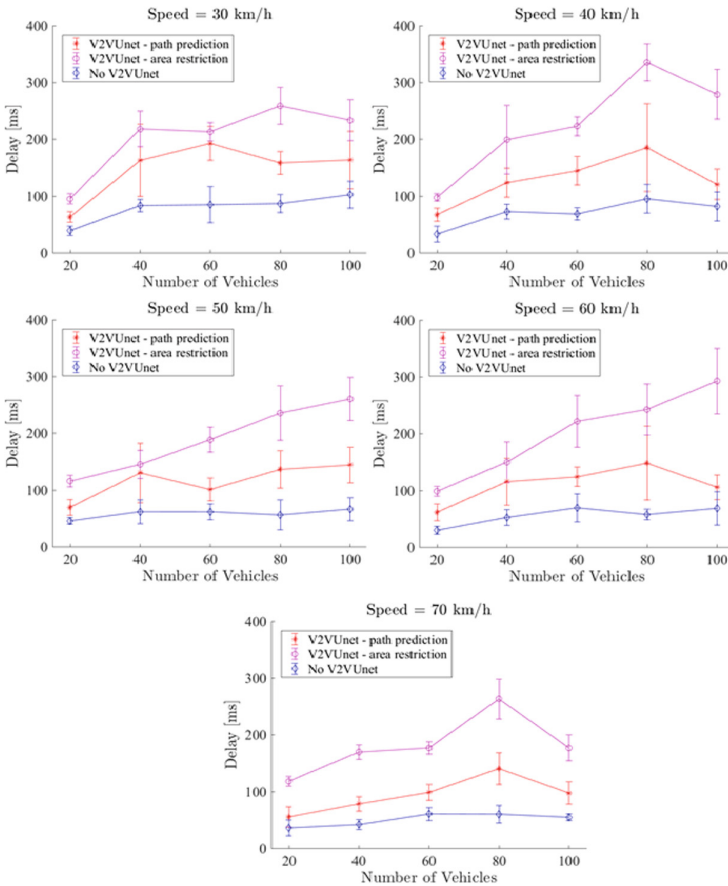 Speed = 30 km/h
V2VUnet - path prediction
V2VUnet - area restriction
No V2VUnet
Delay [ms]
400
300
200
100
0
20 40 60 80 100
Number of Vehicles
Speed = 40 km/h
V2VUnet - path prediction
V2VUnet - area restriction
No V2VUnet
Delay [ms]
400
300
200
100
0
20 40 60 80 100
Number of Vehicles
Speed = 50 km/h
V2VUnet - path prediction
V2VUnet - area restriction
No V2VUnet
Delay [ms]
400
300
200
100
0
20 40 60 80 100
Number of Vehicles
Speed = 60 km/h
V2VUnet - path prediction
V2VUnet - area restriction
No V2VUnet
Delay [ms]
400
300
200
100
0
20 40 60 80 100
Number of Vehicles
Speed = 70 km/h
V2VUnet - path prediction
V2VUnet - area restriction
No V2VUnet
Delay [ms]
400
300
200
100
0
20 40 60 80 100
Number of Vehicles